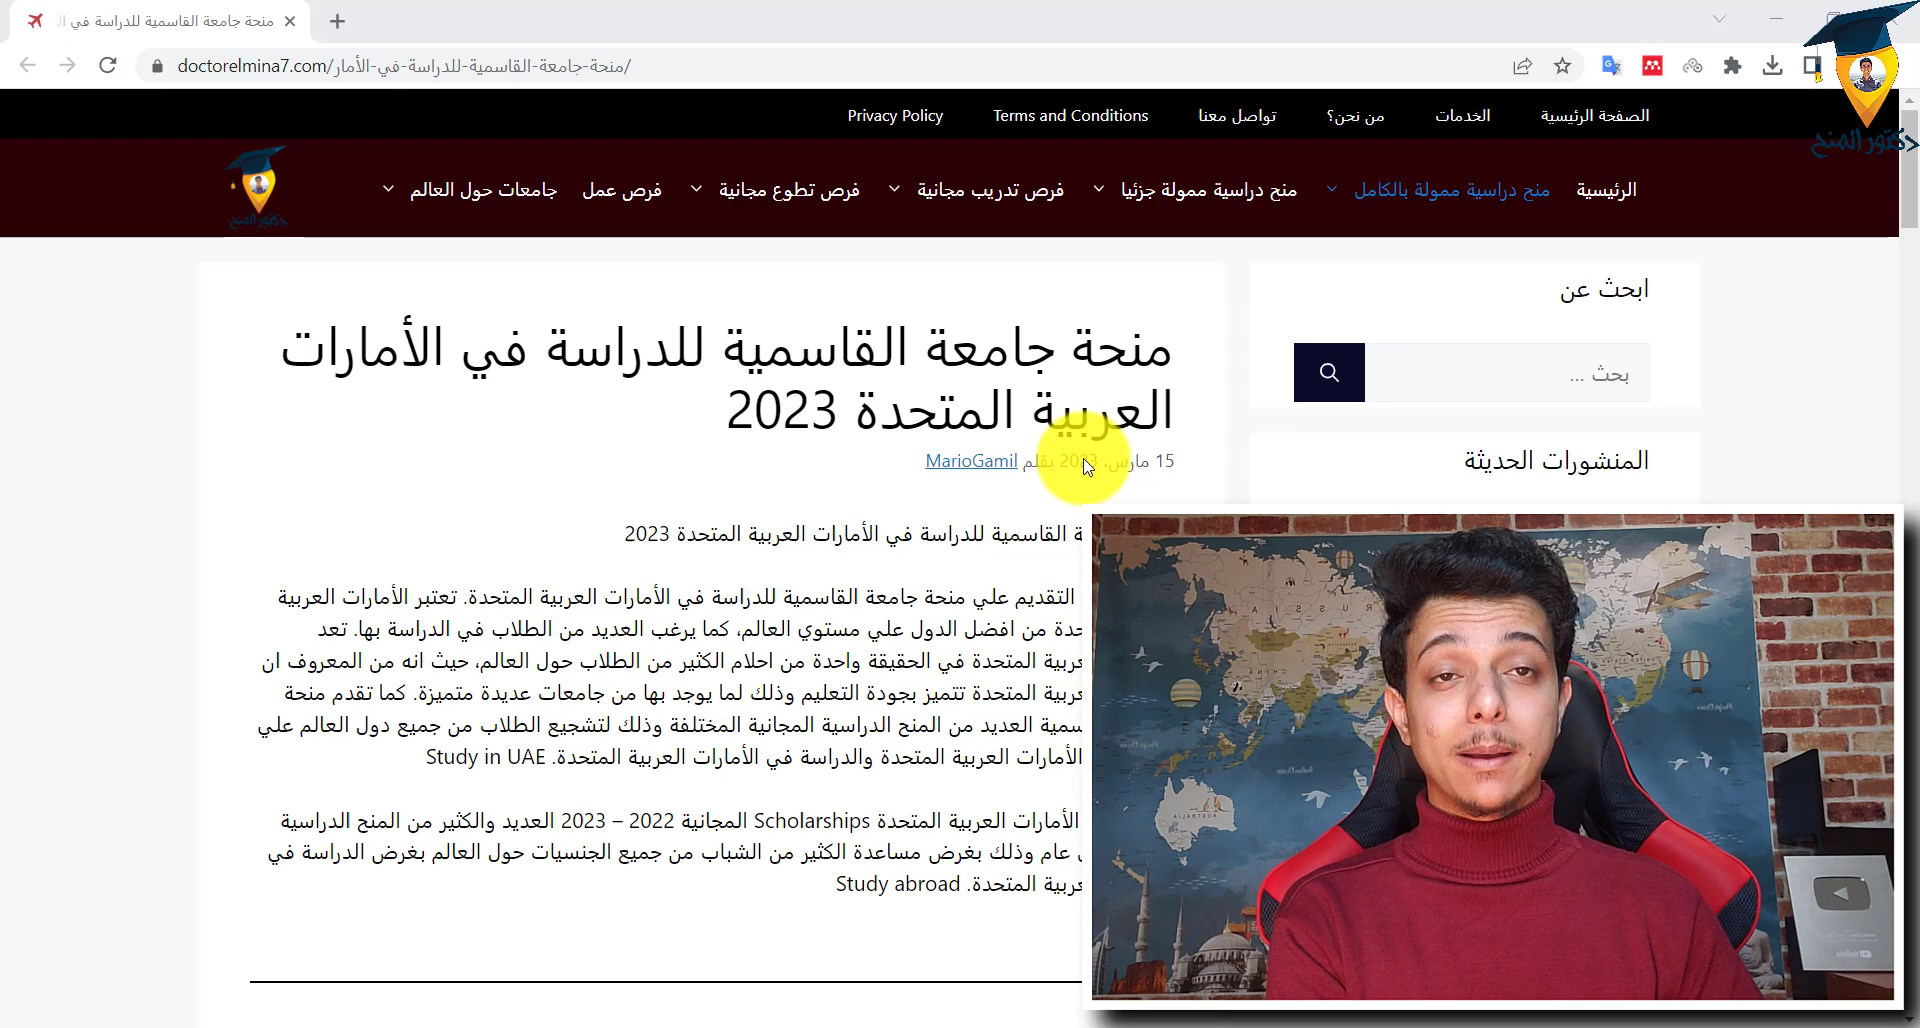 منحة جامعة القاسمية للدراسة في ال
doctorelmina7.com/منحة-جامعة-القاسمية-للدراسة-في-الأمار/
الصفحة الرئيسية
الخدمات
من نحن؟
تواصل معنا
Terms and Conditions
Privacy Policy
دكتور المنح
الرئيسية
منح دراسية ممولة بالكامل
منح دراسية ممولة جزئيا
فرص تدريب مجانية
فرص تطوع مجانية
فرص عمل
جامعات حول العالم
دكتور المنح
ابحث عن
بحث ...
المنشورات الحديثة
منحة جامعة القاسمية للدراسة في الأمارات
العربية المتحدة 2023
15 مارس، 2023 بقلم MarioGamil
القاسمية للدراسة في الأمارات العربية المتحدة 2023
التقديم علي منحة جامعة القاسمية للدراسة في الأمارات العربية المتحدة. تعتبر الأمارات العربية
من افضل الدول علي مستوي العالم، كما يرغب العديد من الطلاب في الدراسة بها. تعد
المتحدة في الحقيقة واحدة من احلام الكثير من الطلاب حول العالم، حيث انه من المعروف ان
المتحدة تتميز بجودة التعليم وذلك لما يوجد بها من جامعات عديدة متميزة. كما تقدم منحة
العديد من المنح الدراسية المجانية المختلفة وذلك لتشجيع الطلاب من جميع دول العالم علي
الأمارات العربية المتحدة والدراسة في الأمارات العربية المتحدة. Study in UAE
الأمارات العربية المتحدة Scholarships المجانية 2022 – 2023 العديد والكثير من المنح الدراسية
عام وذلك بغرض مساعدة الكثير من الشباب من جميع الجنسيات حول العالم بغرض الدراسة في
المتحدة. Study abroad
RUSSIA
CHINA
AUSTRALIA